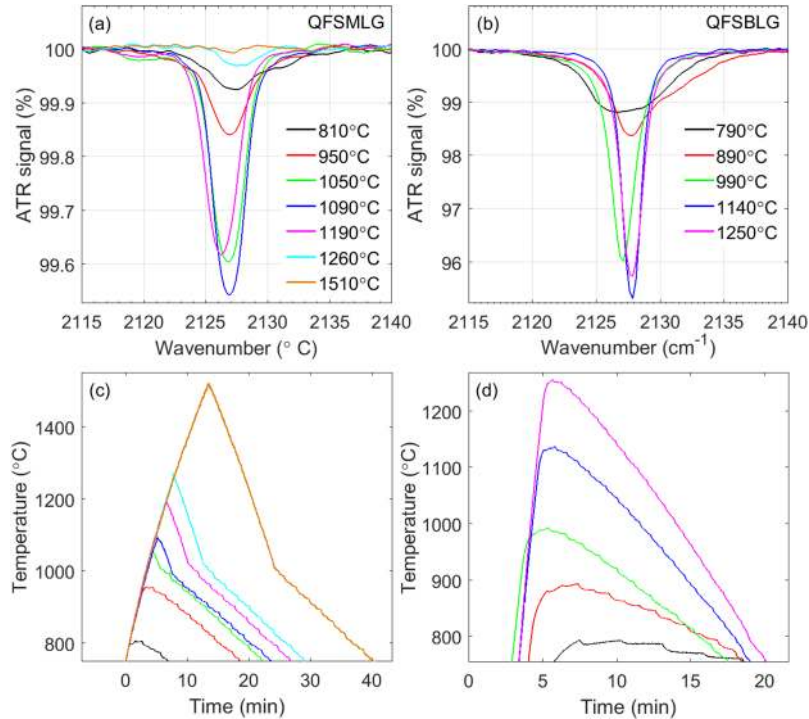 (a) QFSMLG
ATR signal (%)
100
99.9
99.8
99.7
99.6
810°C
950°C
1050°C
1090°C
1190°C
1260°C
1510°C
2115 2120 2125 2130 2135 2140
Wavenumber (° C)
(b) QFSBLG
ATR signal (%)
100
99
98
97
96
790°C
890°C
990°C
1140°C
1250°C
2115 2120 2125 2130 2135 2140
Wavenumber (cm⁻¹)
(c)
Temperature (°C)
1400
1200
1000
800
0 10 20 30 40
Time (min)
(d)
Temperature (°C)
1200
1100
1000
900
800
0 5 10 15 20
Time (min)